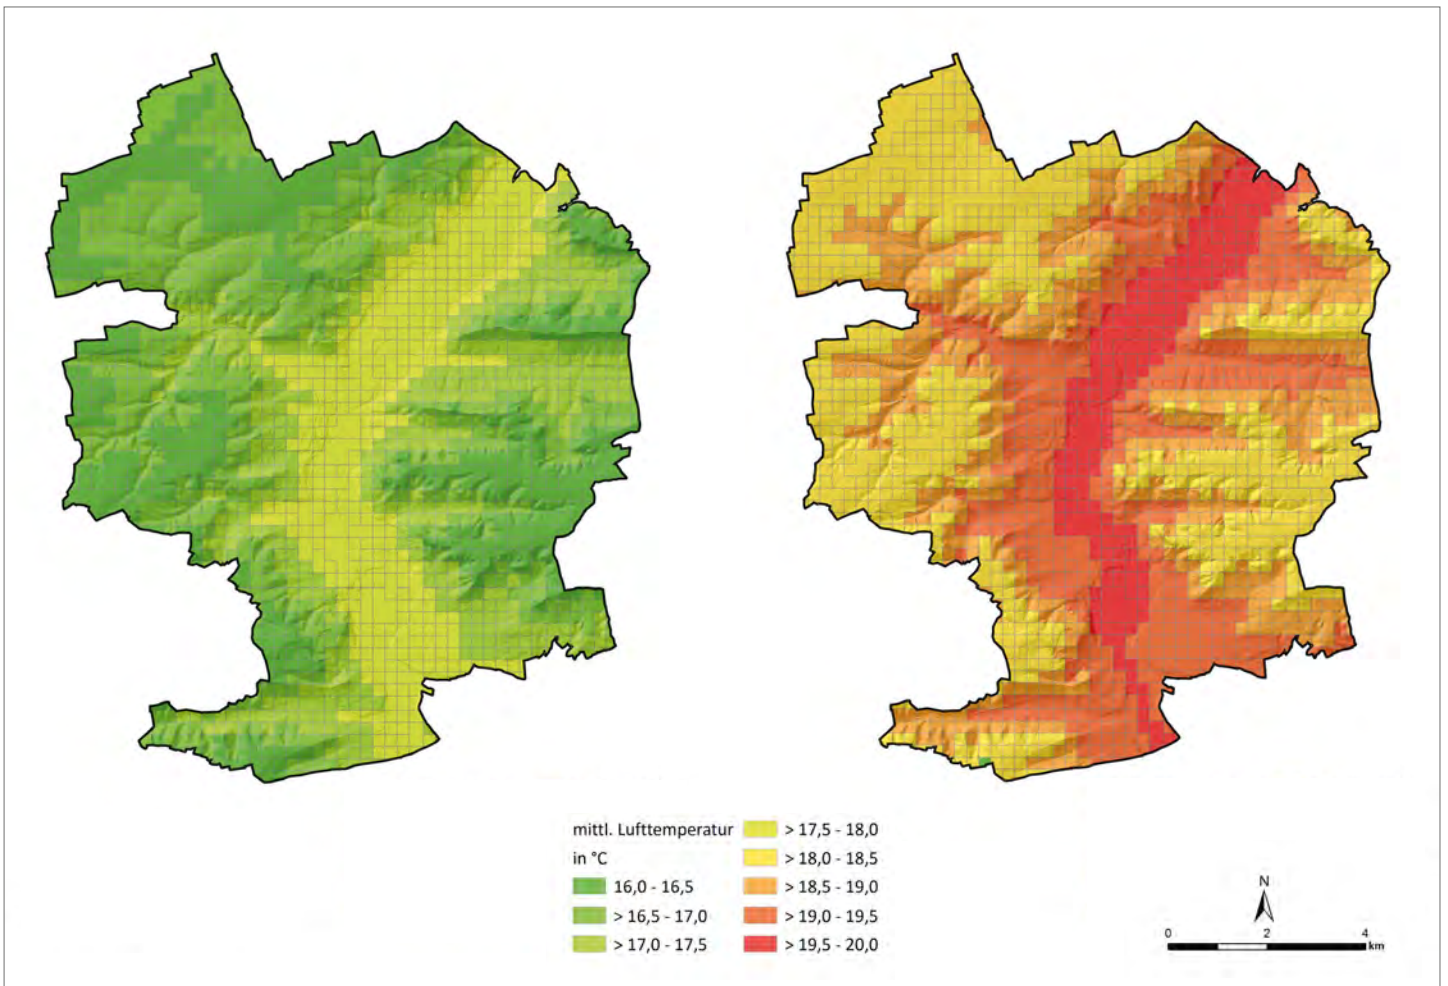 mittl. Lufttemperatur
in °C
16,0 - 16,5
> 16,5 - 17,0
> 17,0 - 17,5
> 17,5 - 18,0
> 18,0 - 18,5
> 18,5 - 19,0
> 19,0 - 19,5
> 19,5 - 20,0
N
0 2 4
km